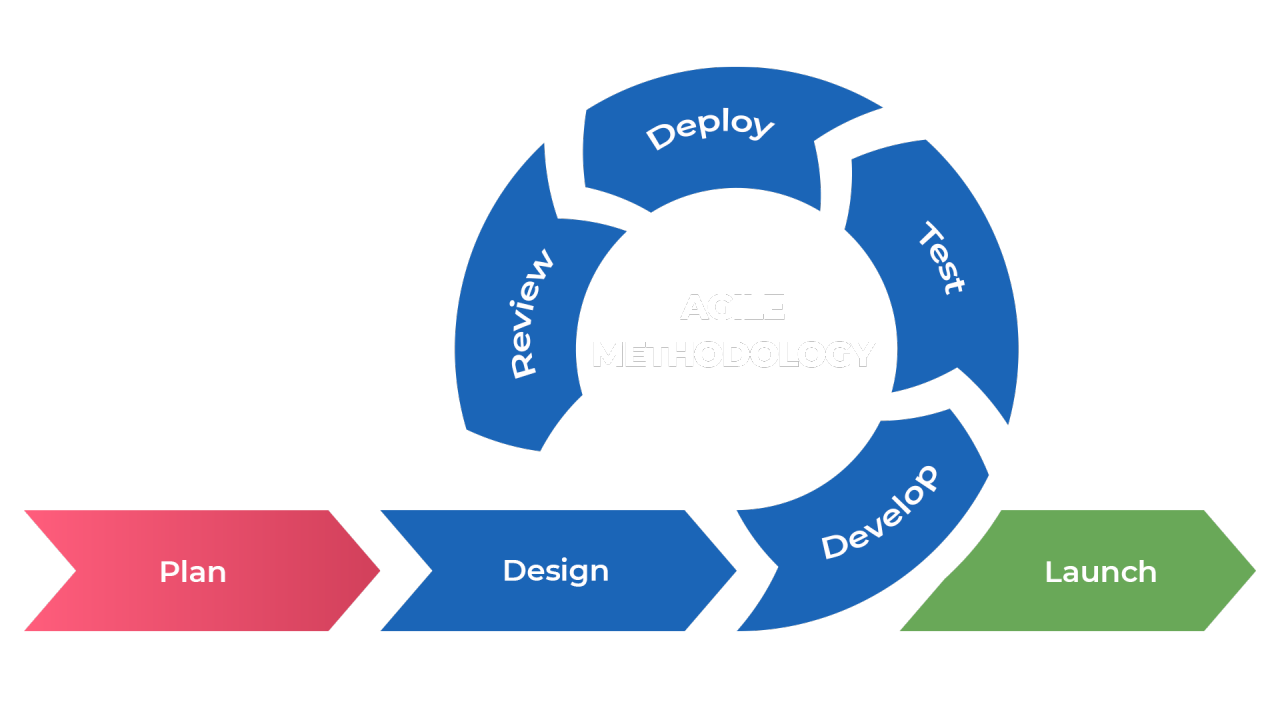 Deploy
Test
Review
AGILE
METHODOLOGY
Develop
Plan
Design
Launch